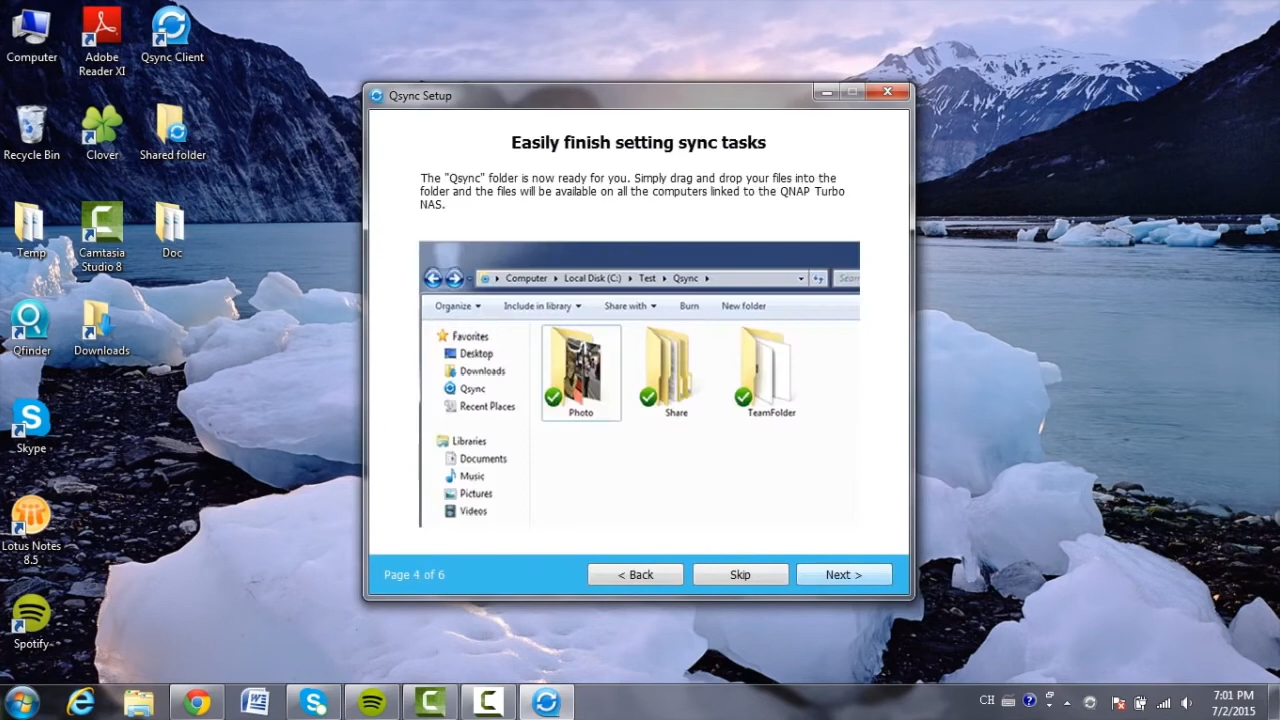 Computer
Adobe
Reader XI
Qsync Client
Recycle Bin
Clover
Shared folder
Temp
Camtasia
Studio 8
Doc
Qfinder
Downloads
Skype
Lotus Notes
8.5
Spotify
Qsync Setup
Easily finish setting sync tasks
The "Qsync" folder is now ready for you. Simply drag and drop your files into the
folder and the files will be available on all the computers linked to the QNAP Turbo
NAS.
Computer Local Disk (C:) Test Qsync
Organize Include in library Share with Burn New folder
Favorites
Desktop
Downloads
Qsync
Recent Places
Libraries
Documents
Music
Pictures
Videos
Photo
Share
TeamFolder
Page 4 of 6
< Back
Skip
Next >
CH
7:01 PM
7/2/2015